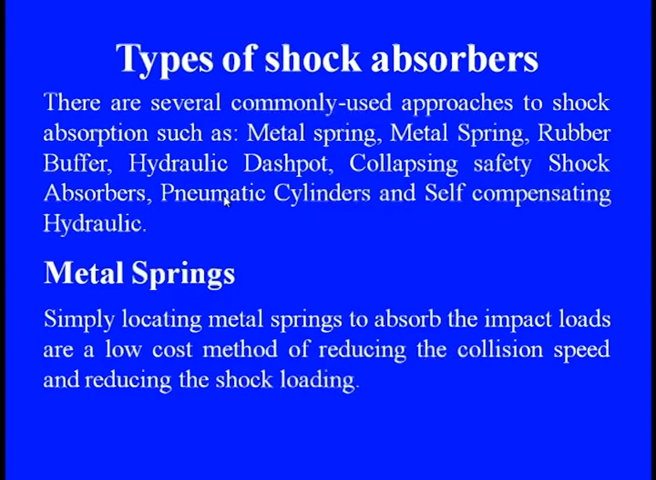 Types of shock absorbers
There are several commonly-used approaches to shock
absorption such as: Metal spring, Metal Spring, Rubber
Buffer, Hydraulic Dashpot, Collapsing safety Shock
Absorbers, Pneumatic Cylinders and Self compensating
Hydraulic.
Metal Springs
Simply locating metal springs to absorb the impact loads
are a low cost method of reducing the collision speed
and reducing the shock loading.